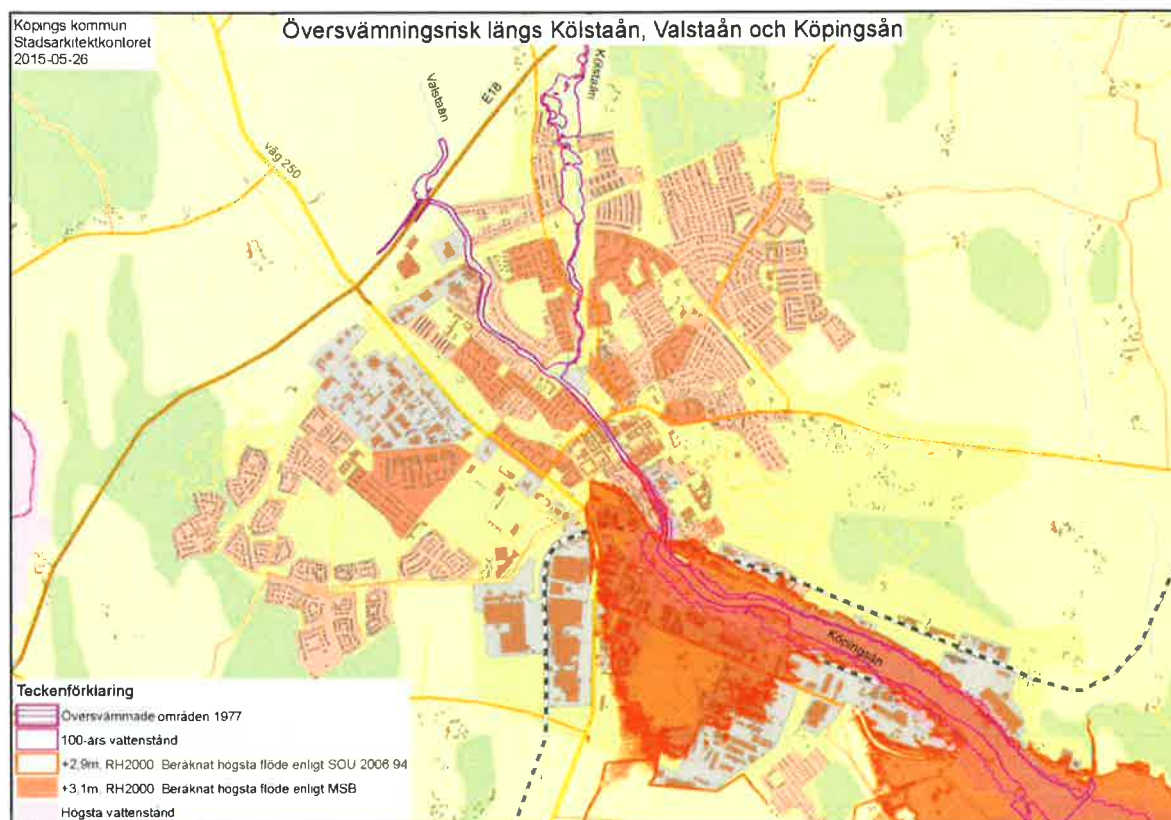 Köpings kommun
Stadsarkitektkontoret
2015-05-26
Översvämningsrisk längs Kölstaån, Valstaån och Köpingsån
Kölstaån
E18
Valstaån
väg 250
Köpingsån
Teckenförklaring
Översvämmade områden 1977
100-års vattenstånd
+2,9m, RH2000 Beräknat högsta flöde enligt SOU 2006 94
+3,1m, RH2000 Beräknat högsta flöde enligt MSB
Högsta vattenstånd